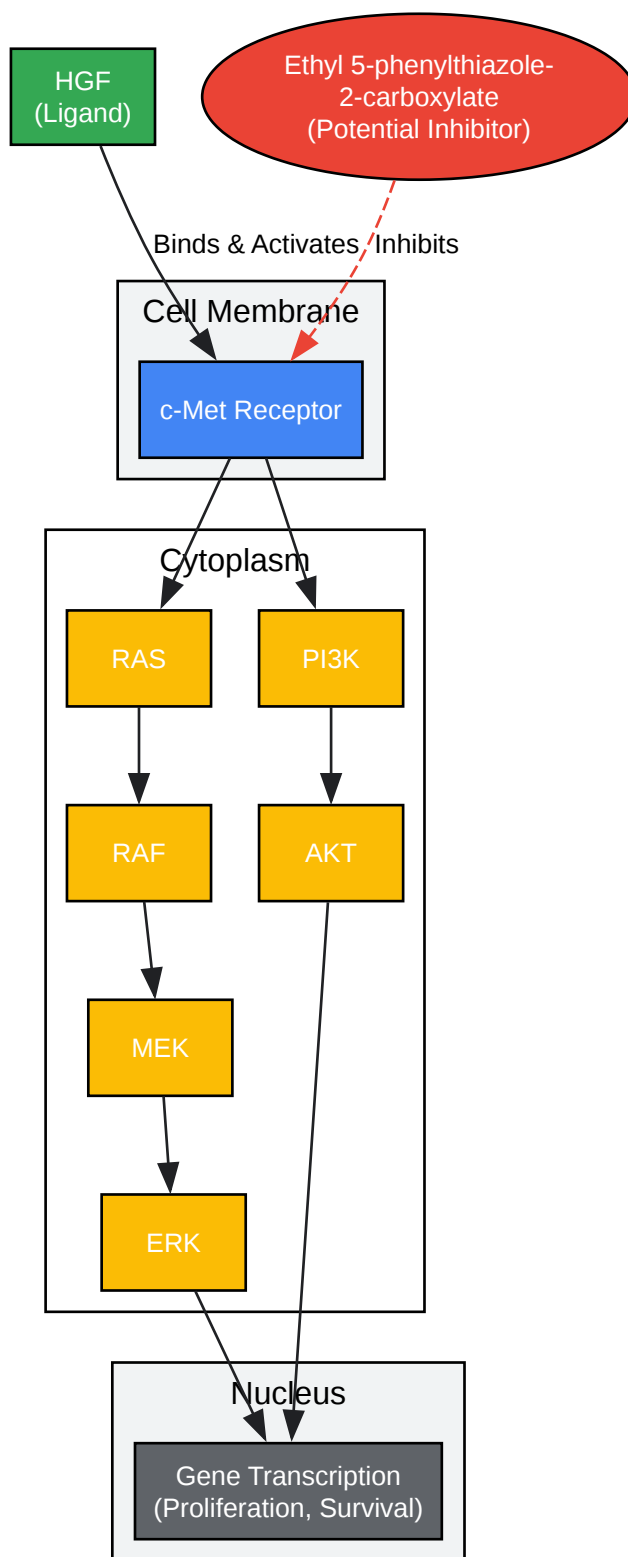 HGF
(Ligand)
Ethyl 5-phenylthiazole-
2-carboxylate
(Potential Inhibitor)
Binds & Activates
Inhibits
Cell Membrane
c-Met Receptor
Cytoplasm
RAS
PI3K
RAF
AKT
MEK
ERK
Nucleus
Gene Transcription
(Proliferation, Survival)